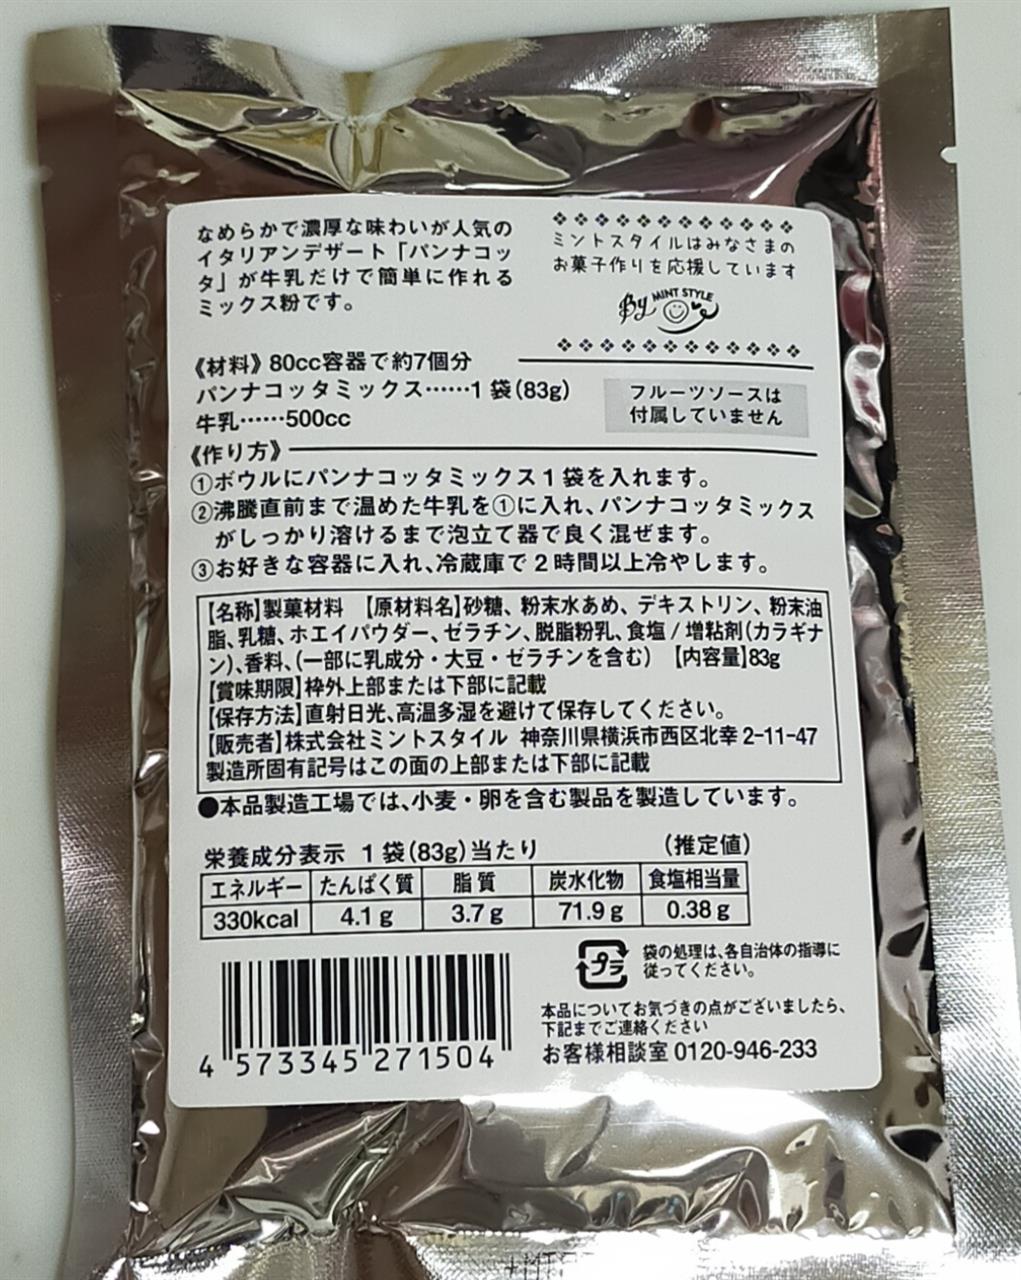 なめらかで濃厚な味わいが人気の
イタリアンデザート「パンナコッ
タ」が牛乳だけで簡単に作れる
ミックス粉です。
ミントスタイルはみなさまの
お菓子作りを応援しています
By MINT STYLE
《材料》80cc容器で約7個分
パンナコッタミックス……1袋(83g)
牛乳……500cc
フルーツソースは
付属していません
《作り方》
①ボウルにパンナコッタミックス1袋を入れます。
②沸騰直前まで温めた牛乳を①に入れ、パンナコッタミックス
がしっかり溶けるまで泡立て器で良く混ぜます。
③お好きな容器に入れ、冷蔵庫で2時間以上冷やします。
【名称】製菓材料 【原材料名】砂糖、粉末水あめ、デキストリン、粉末油
脂、乳糖、ホエイパウダー、ゼラチン、脱脂粉乳、食塩/増粘剤(カラギナ
ン)、香料、(一部に乳成分・大豆・ゼラチンを含む) 【内容量】83g
【賞味期限】枠外上部または下部に記載
【保存方法】直射日光、高温多湿を避けて保存してください。
【販売者】株式会社ミントスタイル 神奈川県横浜市西区北幸2-11-47
製造所固有記号はこの面の上部または下部に記載
●本品製造工場では、小麦・卵を含む製品を製造しています。
栄養成分表示 1袋(83g)当たり (推定値)
エネルギー たんぱく質 脂質 炭水化物 食塩相当量
330kcal 4.1g 3.7g 71.9g 0.38g
プラ
袋の処理は、各自治体の指導に
従ってください。
本品についてお気づきの点がございましたら、
下記までご連絡ください
お客様相談室 0120-946-233
4 573345 271504